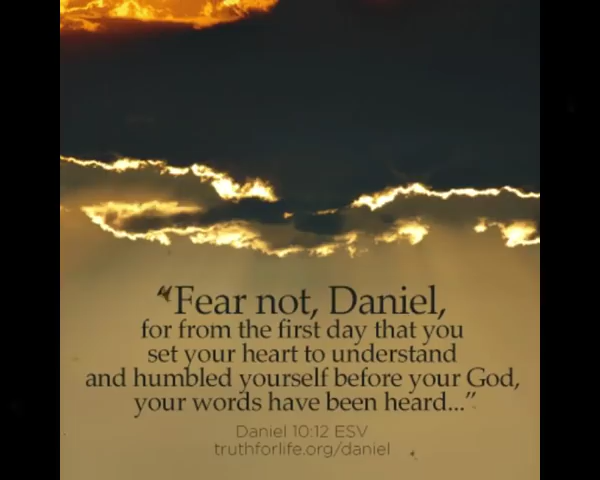 “Fear not, Daniel,
for from the first day that you
set your heart to understand
and humbled yourself before your God,
your words have been heard...”
Daniel 10:12 ESV
truthforlife.org/daniel